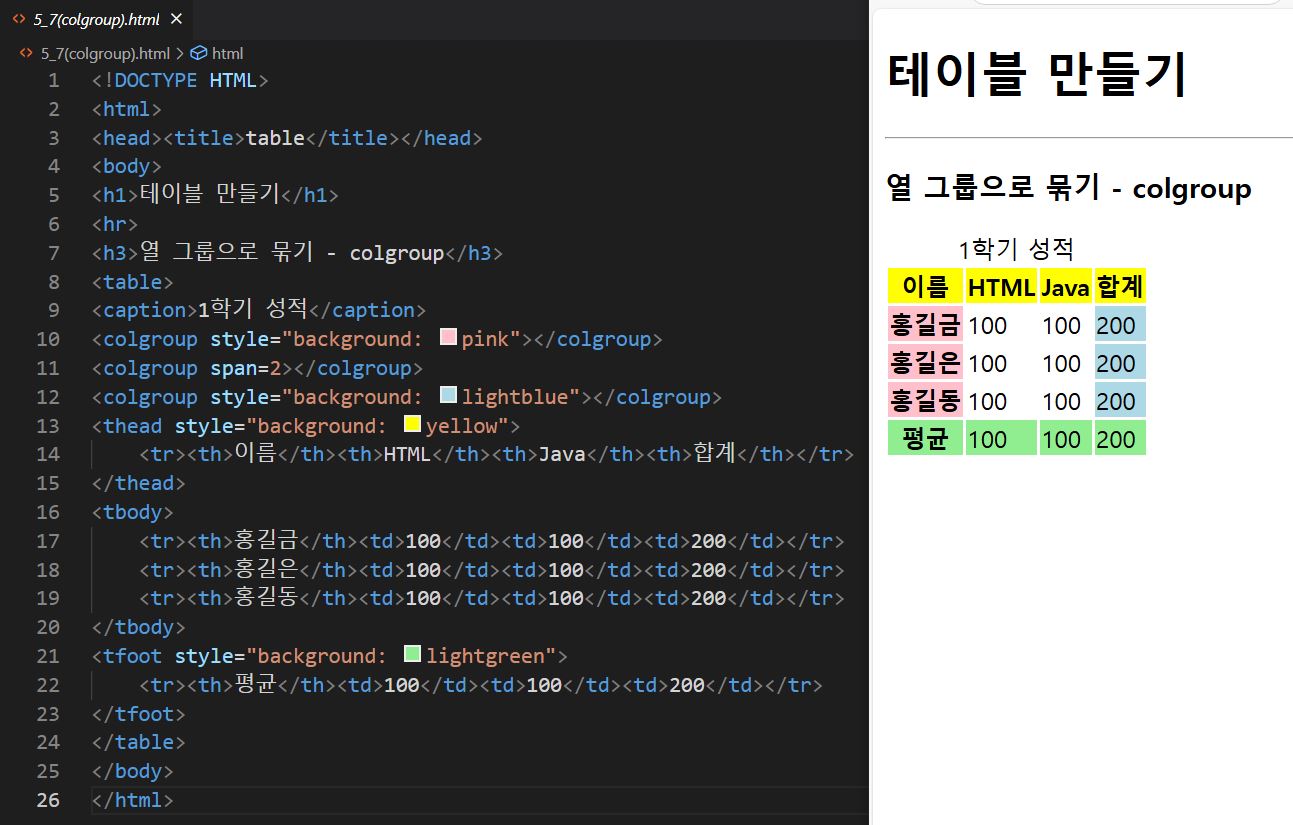 5_7(colgroup).html
5_7(colgroup).html > html
1 <!DOCTYPE HTML>
2 <html>
3 <head><title>table</title></head>
4 <body>
5 <h1>테이블 만들기</h1>
6 <hr>
7 <h3>열 그룹으로 묶기 - colgroup</h3>
8 <table>
9 <caption>1학기 성적</caption>
10 <colgroup style="background: pink"></colgroup>
11 <colgroup span=2></colgroup>
12 <colgroup style="background: lightblue"></colgroup>
13 <thead style="background: yellow">
14     <tr><th>이름</th><th>HTML</th><th>Java</th><th>합계</th></tr>
15 </thead>
16 <tbody>
17     <tr><th>홍길금</th><td>100</td><td>100</td><td>200</td></tr>
18     <tr><th>홍길은</th><td>100</td><td>100</td><td>200</td></tr>
19     <tr><th>홍길동</th><td>100</td><td>100</td><td>200</td></tr>
20 </tbody>
21 <tfoot style="background: lightgreen">
22     <tr><th>평균</th><td>100</td><td>100</td><td>200</td></tr>
23 </tfoot>
24 </table>
25 </body>
26 </html>
테이블 만들기
열 그룹으로 묶기 - colgroup
1학기 성적
이름 HTML Java 합계
홍길금 100 100 200
홍길은 100 100 200
홍길동 100 100 200
평균 100 100 200